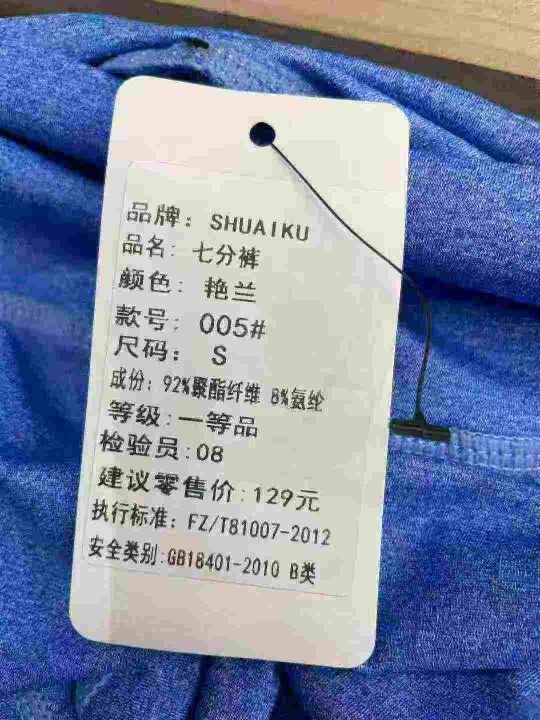 品牌: SHUAIKU
品名: 七分裤
颜色: 艳兰
款号: 005#
尺码: S
成份: 92%聚酯纤维 8%氨纶
等级:一等品
检验员:08
建议零售价:129元
执行标准: FZ/T81007-2012
安全类别:GB18401-2010 B类